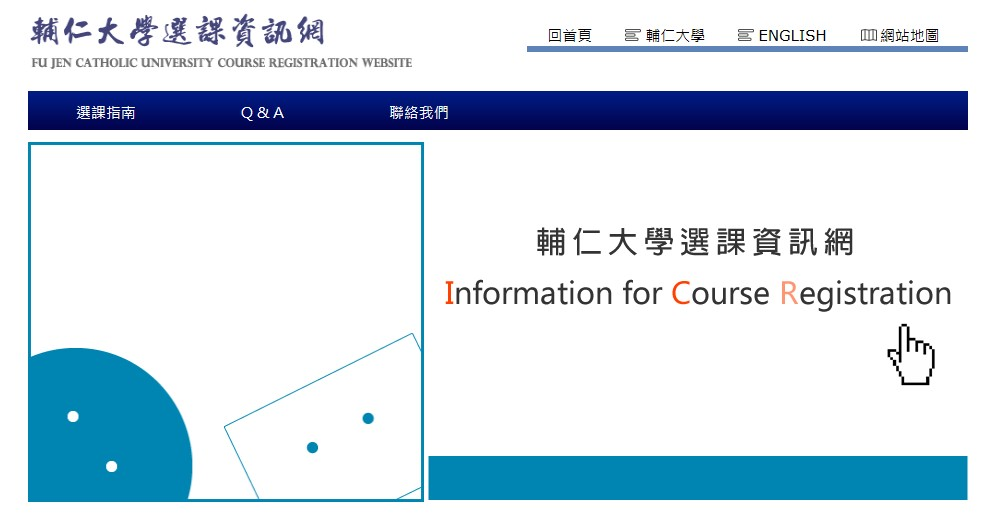 輔仁大學選課資訊網
FU JEN CATHOLIC UNIVERSITY COURSE REGISTRATION WEBSITE
回首頁 輔仁大學 ENGLISH 網站地圖
選課指南 Q & A 聯絡我們
輔仁大學選課資訊網
Information for Course Registration